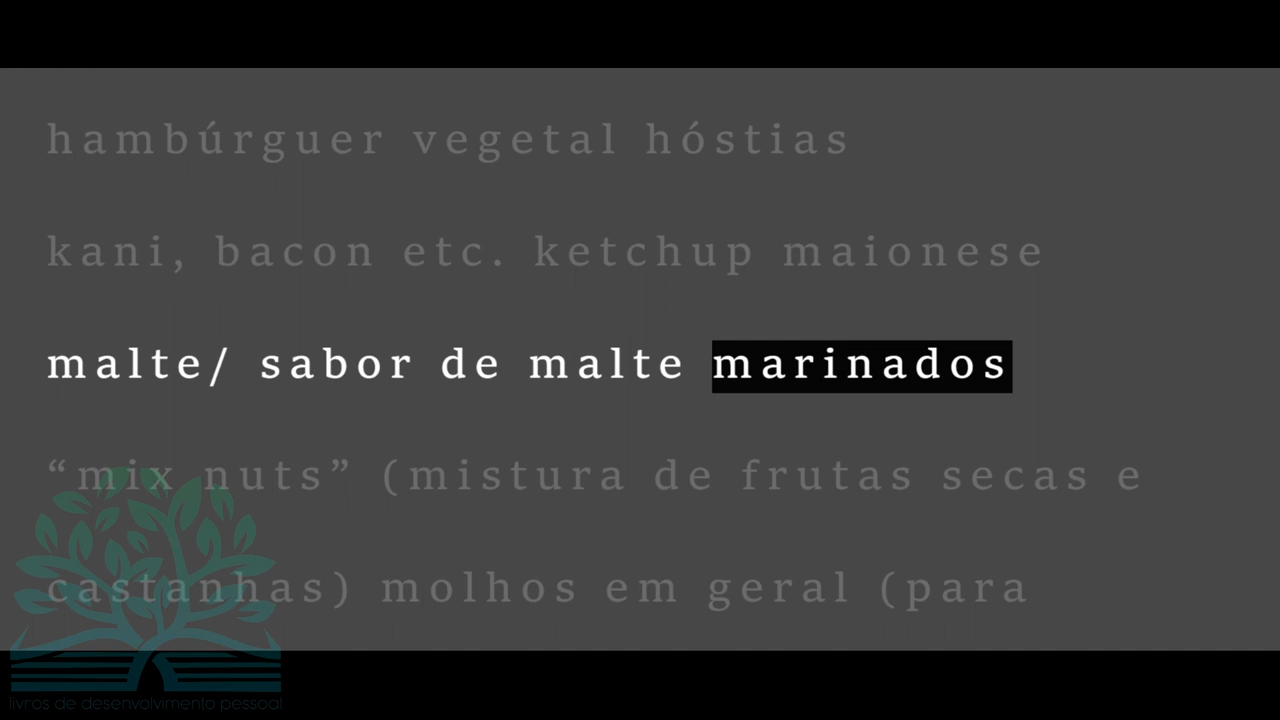 hambúrguer vegetal hóstias
kani, bacon etc. ketchup maionese
malte/ sabor de malte marinados
“mix nuts” (mistura de frutas secas e
castanhas) molhos em geral (para
livros de desenvolvimento pessoal